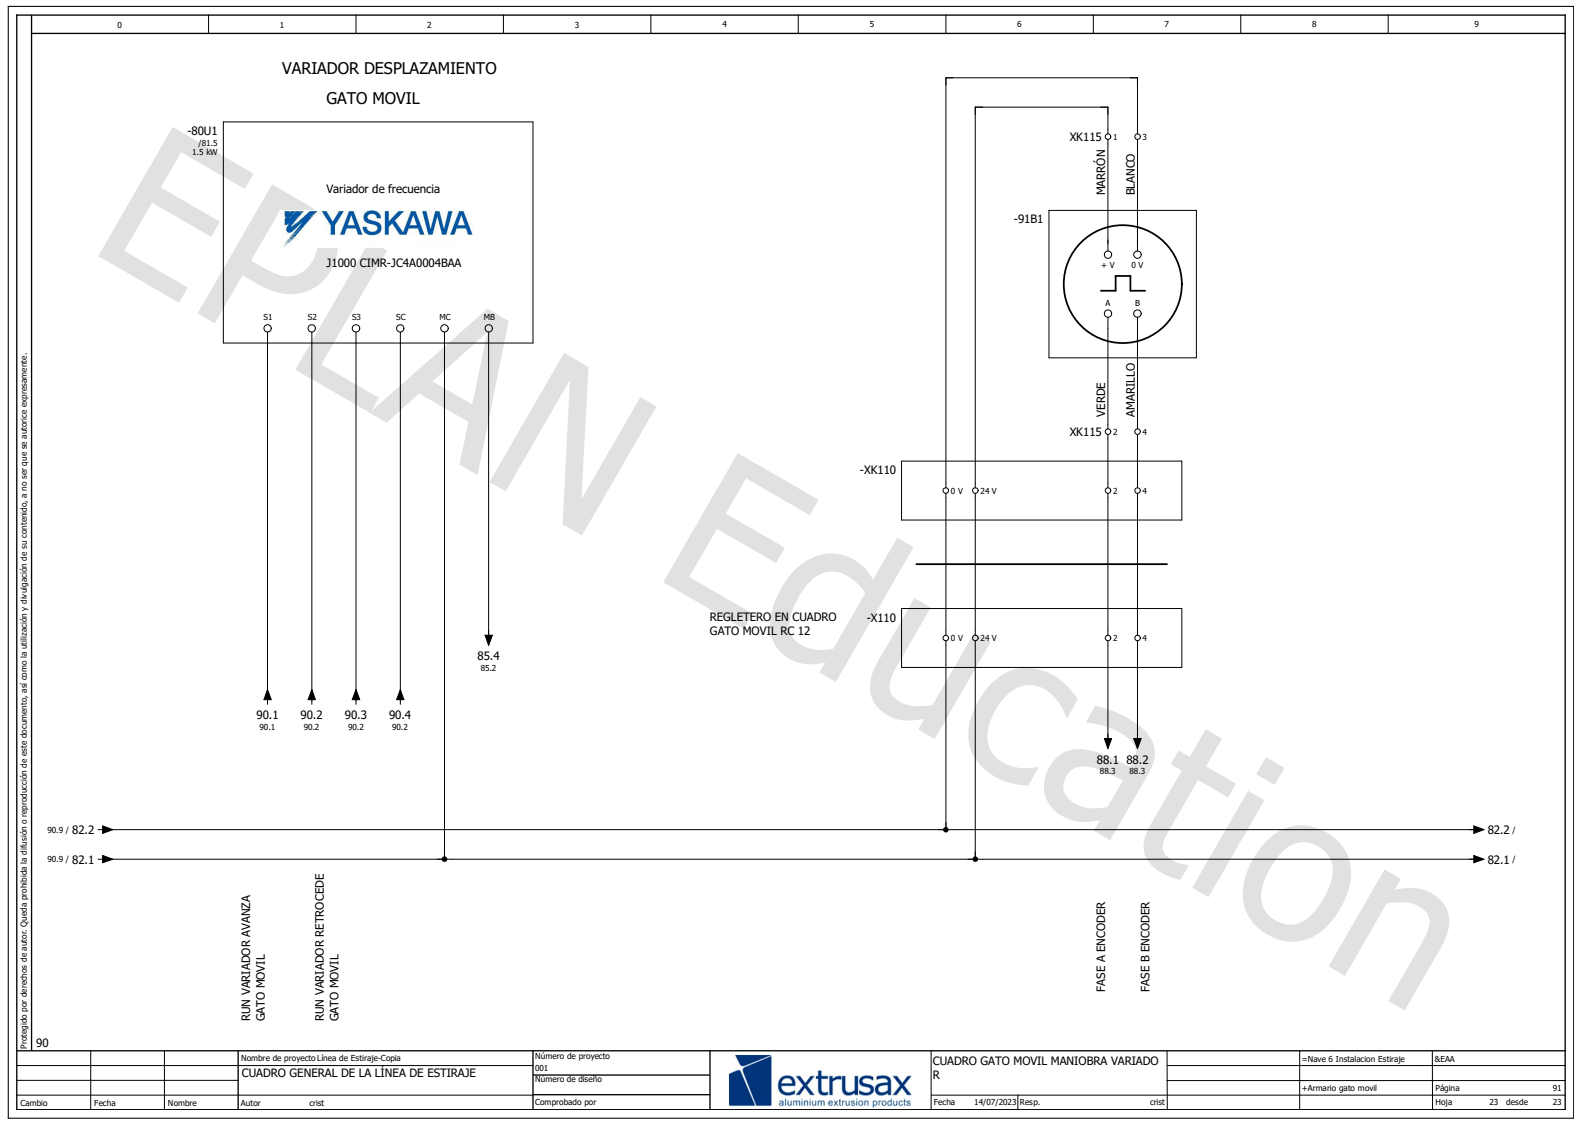 0 1 2 3 4 5 6 7 8 9
VARIADOR DESPLAZAMIENTO
GATO MOVIL
-80U1
/81.5
1.5 kW
Variador de frecuencia
YASKAWA
J1000 CIMR-JC4A0004BAA
S1 S2 S3 SC MC MB
85.4
85.2
90.1 90.2 90.3 90.4
90.1 90.2 90.2 90.2
XK115 1 3
MARRÓN
BLANCO
-91B1
+ V 0 V
A B
VERDE
AMARILLO
XK115 2 4
-XK110
0 V 24 V 2 4
REGLETERO EN CUADRO
GATO MOVIL RC 12
-X110
0 V 24 V 2 4
88.1 88.2
88.3 88.3
90.9 / 82.2
82.2 /
90.9 / 82.1
82.1 /
RUN VARIADOR AVANZA
GATO MOVIL
RUN VARIADOR RETROCEDE
GATO MOVIL
FASE A ENCODER
FASE B ENCODER
EPLAN Education
Protegido por derechos de autor. Queda prohibida la difusión o reproducción de este documento, así como la utilización y divulgación de su contenido, a no ser que se autorice expresamente.
90
Cambio Fecha Nombre
Nombre de proyecto Línea de Estiraje-Copia
CUADRO GENERAL DE LA LÍNEA DE ESTIRAJE
Autor crist
Número de proyecto
001
Número de diseño
Comprobado por
extrusax
aluminium extrusion products
CUADRO GATO MOVIL MANIOBRA VARIADO
R
Fecha 14/07/2023 Resp. crist
=Nave 6 Instalacion Estiraje
+Armario gato movil
&EAA
Página 91
Hoja 23 desde 23